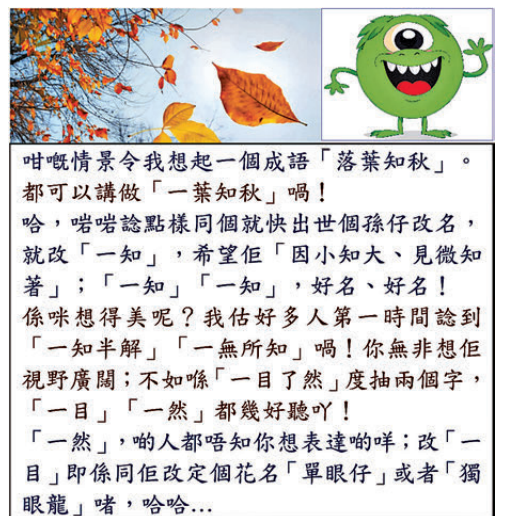 咁嘅情景令我想起一個成語「落葉知秋」。
都可以講做「一葉知秋」喎！
哈，啱啱諗點樣同個就快出世個孫仔改名，
就改「一知」，希望佢「因小知大、見微知
著」；「一知」「一知」，好名、好名！
係咪想得美呢？我估好多人第一時間諗到
「一知半解」「一無所知」喎！你無非想佢
視野廣闊；不如喺「一目了然」度抽兩個字，
「一目」「一然」都幾好聽吖！
「一然」，啲人都唔知你想表達啲咩；改「一
目」即係同佢改定個花名「單眼仔」或者「獨
眼龍」啫，哈哈...